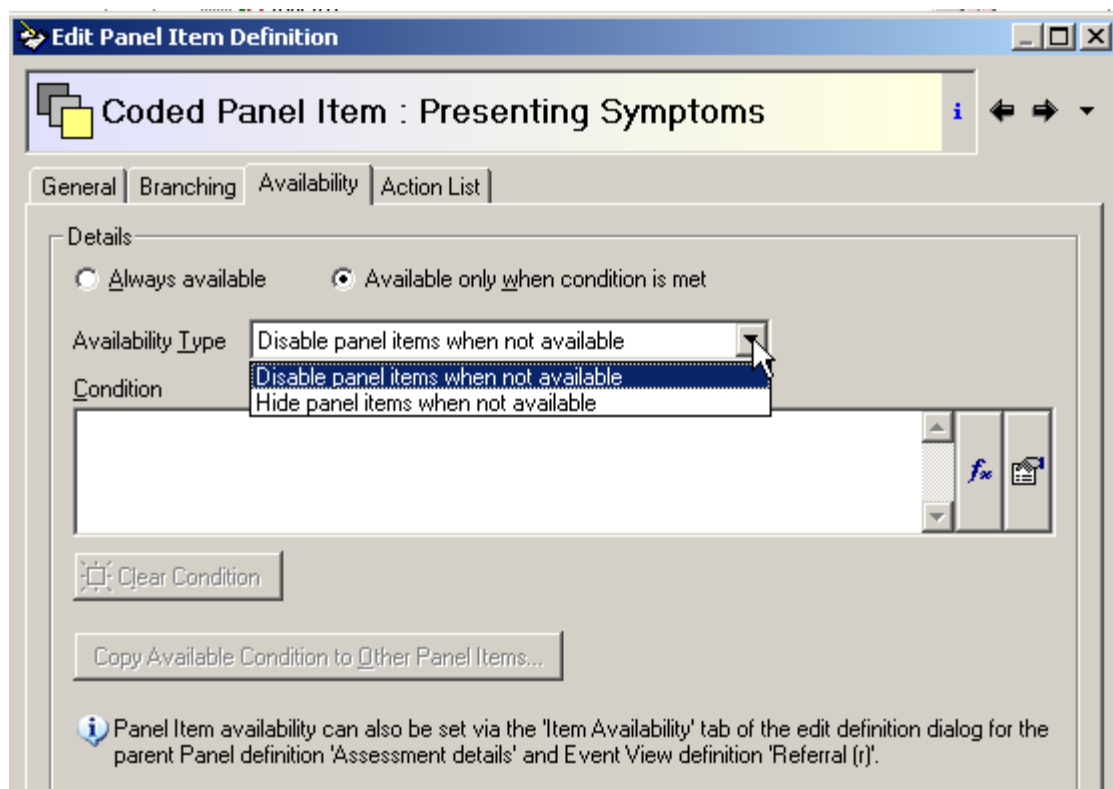 Edit Panel Item Definition
Coded Panel Item : Presenting Symptoms
i
General Branching Availability Action List
Details
Always available Available only when condition is met
Availability Type Disable panel items when not available
Disable panel items when not available
Condition
Hide panel items when not available
fx
Clear Condition
Copy Available Condition to Other Panel Items...
Panel Item availability can also be set via the 'Item Availability' tab of the edit definition dialog for the
parent Panel definition 'Assessment details' and Event View definition 'Referral (r)'.